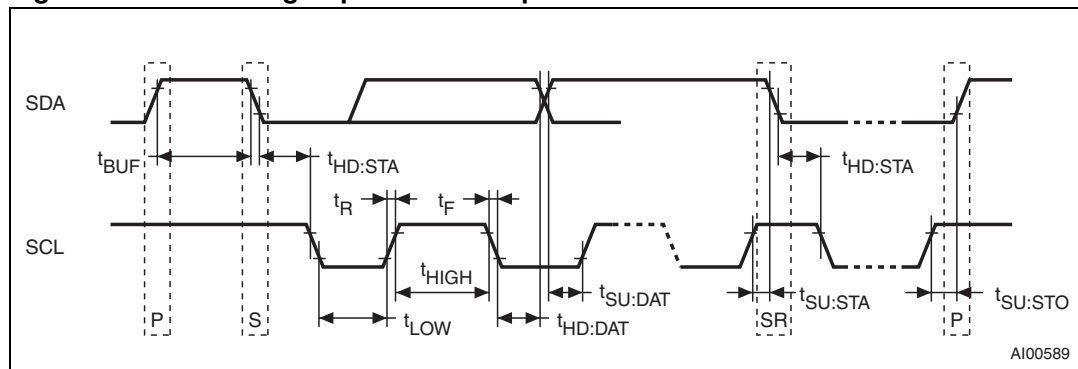 SDA
tBUF
tHD:STA
tHD:STA
tR
tF
SCL
tHIGH
tSU:DAT
tSU:STA
tSU:STO
P
S
tLOW
tHD:DAT
SR
P
AI00589